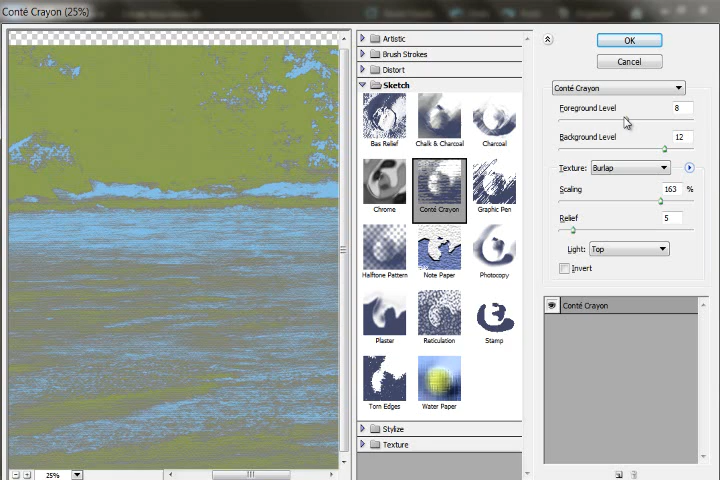 Conté Crayon (25%)
Artistic
Brush Strokes
Distort
Sketch
Bas Relief
Chalk & Charcoal
Charcoal
Chrome
Conté Crayon
Graphic Pen
Halftone Pattern
Note Paper
Photocopy
Plaster
Reticulation
Stamp
Torn Edges
Water Paper
Stylize
Texture
25%
OK
Cancel
Conté Crayon
Foreground Level 8
Background Level 12
Texture: Burlap
Scaling 163 %
Relief 5
Light: Top
Invert
Conté Crayon